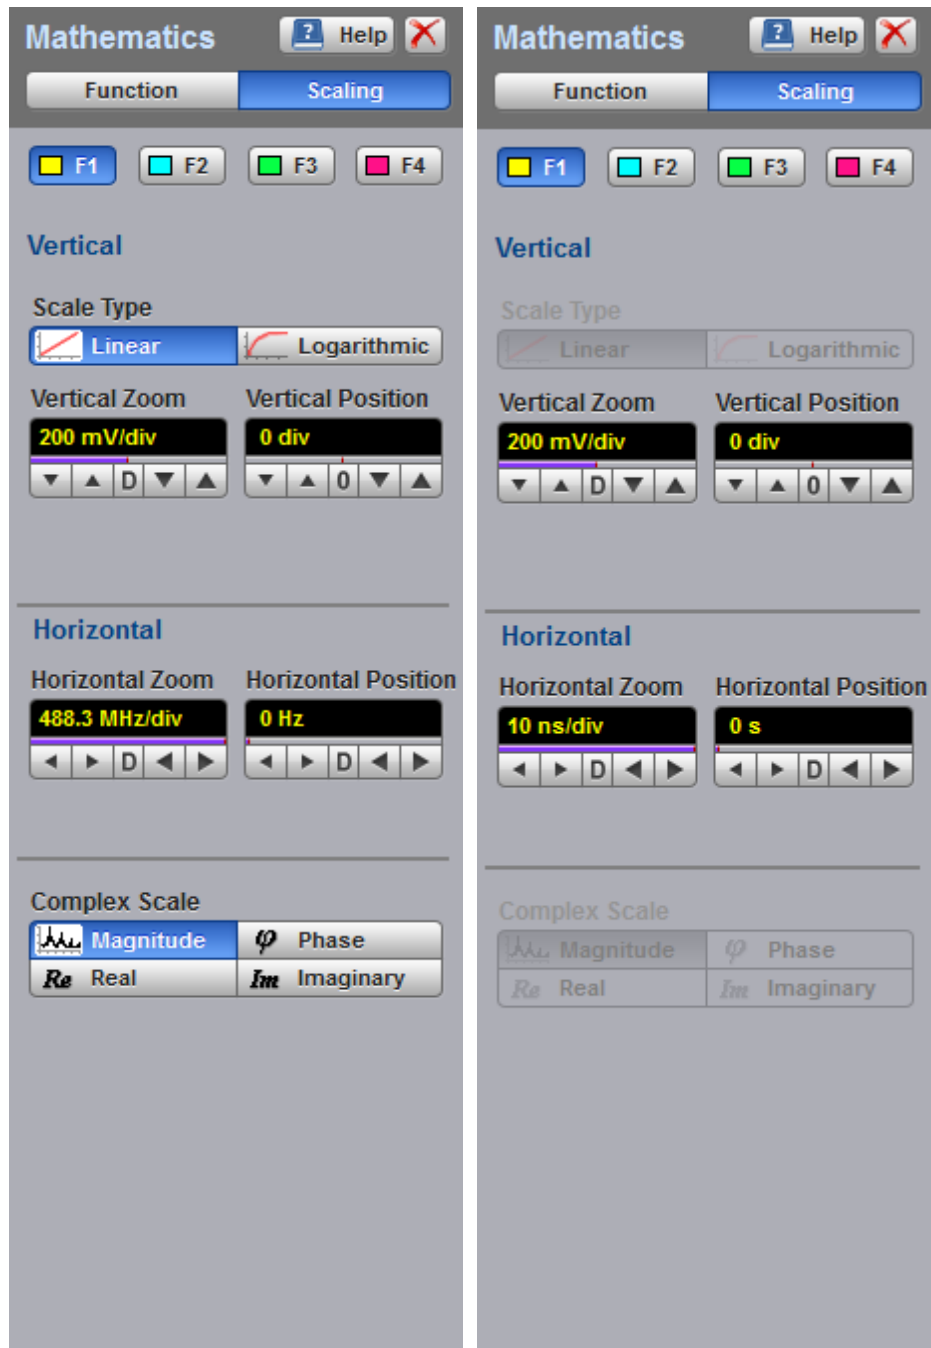 Mathematics Help
Function Scaling
F1 F2 F3 F4
Vertical
Scale Type
Linear Logarithmic
Vertical Zoom Vertical Position
200 mV/div 0 div
D 0
Horizontal
Horizontal Zoom Horizontal Position
488.3 MHz/div 0 Hz
D D
Complex Scale
Magnitude φ Phase
Re Real Im Imaginary
Mathematics Help
Function Scaling
F1 F2 F3 F4
Vertical
Scale Type
Linear Logarithmic
Vertical Zoom Vertical Position
200 mV/div 0 div
D 0
Horizontal
Horizontal Zoom Horizontal Position
10 ns/div 0 s
D D
Complex Scale
Magnitude φ Phase
Re Real Im Imaginary